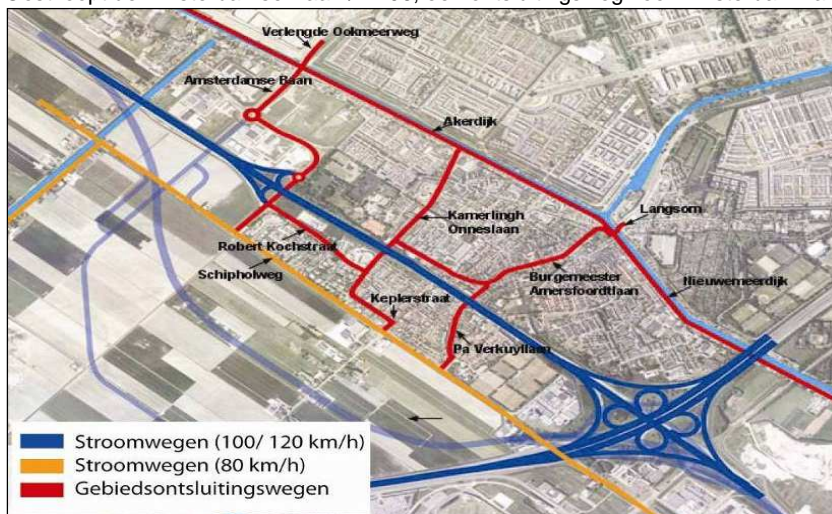 Verlengde Ookmeerweg
Amsterdamse Baan
Akerdijk
Langsom
Kamerlingh
Onneslaan
Robert Kochstraat
Schipholweg
Burgemeester
Amersfoordtlaan
Nieuwemeerdijk
Keplerstraat
Pa Verkuyllaan
Stroomwegen (100/ 120 km/h)
Stroomwegen (80 km/h)
Gebiedsontsluitingswegen